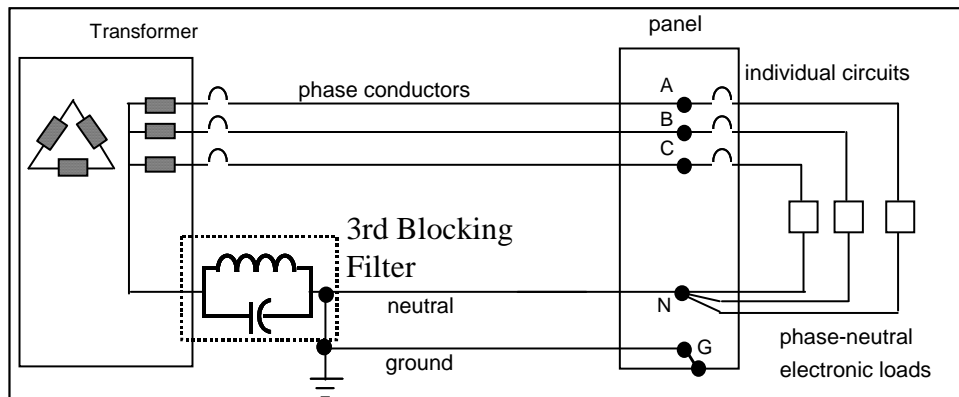 Transformer
panel
individual circuits
phase conductors
A
B
C
3rd Blocking
Filter
neutral
N
ground
G
phase-neutral
electronic loads